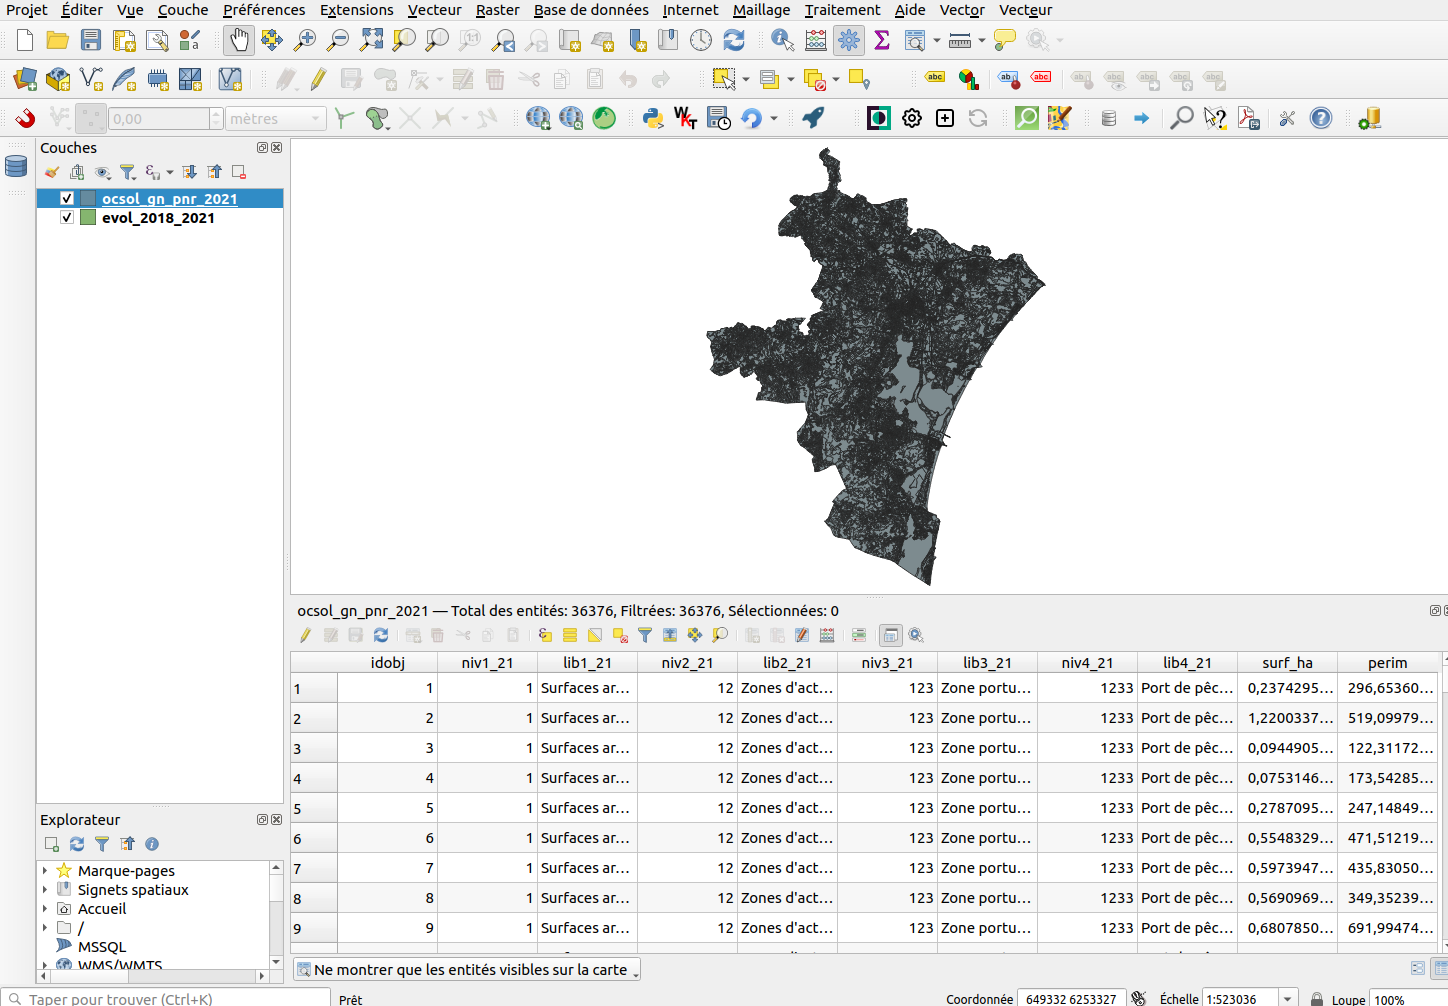 Projet Éditer Vue Couche Préférences Extensions Vecteur Raster Base de données Internet Maillage Traitement Aide Vector Vecteur
0,00 mètres
Couches
ocsol_gn_pnr_2021
evol_2018_2021
ocsol_gn_pnr_2021 — Total des entités: 36376, Filtrées: 36376, Sélectionnées: 0
idobj niv1_21 lib1_21 niv2_21 lib2_21 niv3_21 lib3_21 niv4_21 lib4_21 surf_ha perim
1 1 1 Surfaces ar… 12 Zones d'act… 123 Zone portu… 1233 Port de pêc… 0,2374295… 296,65360…
2 2 1 Surfaces ar… 12 Zones d'act… 123 Zone portu… 1233 Port de pêc… 1,2200337… 519,09979…
3 3 1 Surfaces ar… 12 Zones d'act… 123 Zone portu… 1233 Port de pêc… 0,0944905… 122,31172…
4 4 1 Surfaces ar… 12 Zones d'act… 123 Zone portu… 1233 Port de pêc… 0,0753146… 173,54285…
5 5 1 Surfaces ar… 12 Zones d'act… 123 Zone portu… 1233 Port de pêc… 0,2787095… 247,14849…
6 6 1 Surfaces ar… 12 Zones d'act… 123 Zone portu… 1233 Port de pêc… 0,5548329… 471,51219…
7 7 1 Surfaces ar… 12 Zones d'act… 123 Zone portu… 1233 Port de pêc… 0,5973947… 435,83050…
8 8 1 Surfaces ar… 12 Zones d'act… 123 Zone portu… 1233 Port de pêc… 0,5690969… 349,35239…
9 9 1 Surfaces ar… 12 Zones d'act… 123 Zone portu… 1233 Port de pêc… 0,6807850… 691,99474…
Explorateur
Marque-pages
Signets spatiaux
Accueil
/
MSSQL
WMS/WMTS
Ne montrer que les entités visibles sur la carte
Taper pour trouver (Ctrl+K) Prêt Coordonnée 649332 6253327 Échelle 1:523036 Loupe 100%